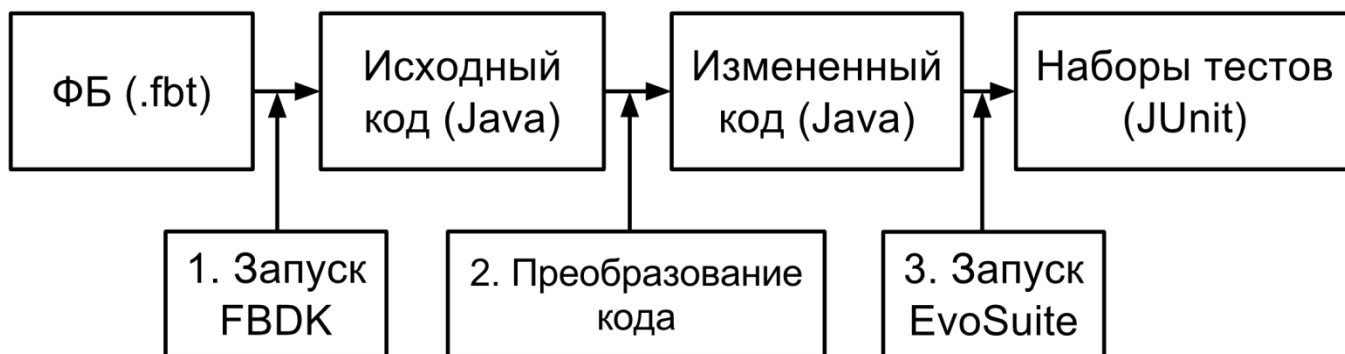 ФБ (.fbt)
Исходный
код (Java)
Измененный
код (Java)
Наборы тестов
(JUnit)
1. Запуск
FBDK
2. Преобразование
кода
3. Запуск
EvoSuite